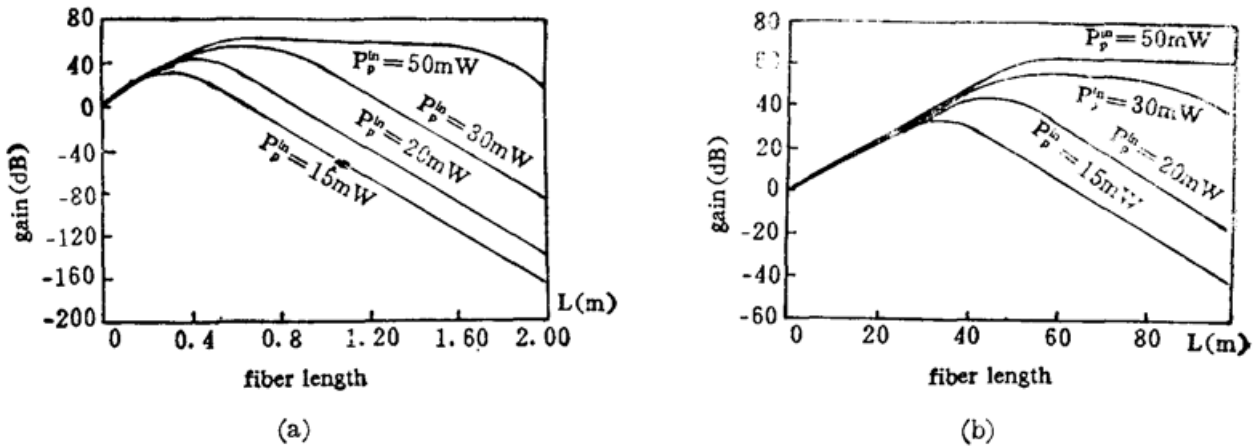 80
40
0
-40
-80
-120
-160
-200
gain(dB)
P_p^in=50mW
P_p^in=30mW
P_p^in=20mW
P_p^in=15mW
0 0.4 0.8 1.20 1.60 2.00
L(m)
fiber length
(a)
80
40
20
0
-20
-40
-60
gain(dB)
P_p^in=50mW
=30mW
P_p^in=20mW
P_p^in=15mW
0 20 40 60 80
L(m)
fiber length
(b)